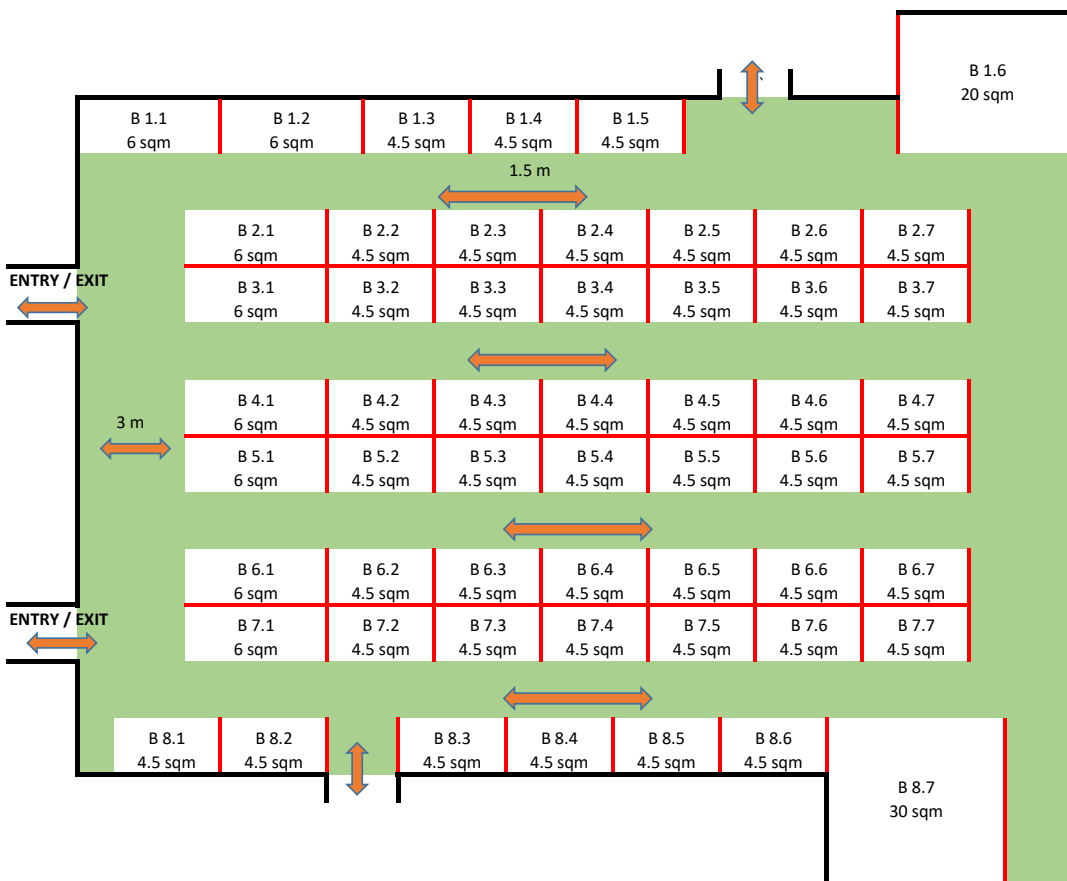 B 1.6
20 sqm
`
B 1.1 B 1.2 B 1.3 B 1.4 B 1.5
6 sqm 6 sqm 4.5 sqm 4.5 sqm 4.5 sqm
1.5 m
B 2.1 B 2.2 B 2.3 B 2.4 B 2.5 B 2.6 B 2.7
6 sqm 4.5 sqm 4.5 sqm 4.5 sqm 4.5 sqm 4.5 sqm 4.5 sqm
ENTRY / EXIT
B 3.1 B 3.2 B 3.3 B 3.4 B 3.5 B 3.6 B 3.7
6 sqm 4.5 sqm 4.5 sqm 4.5 sqm 4.5 sqm 4.5 sqm 4.5 sqm
B 4.1 B 4.2 B 4.3 B 4.4 B 4.5 B 4.6 B 4.7
6 sqm 4.5 sqm 4.5 sqm 4.5 sqm 4.5 sqm 4.5 sqm 4.5 sqm
3 m
B 5.1 B 5.2 B 5.3 B 5.4 B 5.5 B 5.6 B 5.7
6 sqm 4.5 sqm 4.5 sqm 4.5 sqm 4.5 sqm 4.5 sqm 4.5 sqm
B 6.1 B 6.2 B 6.3 B 6.4 B 6.5 B 6.6 B 6.7
6 sqm 4.5 sqm 4.5 sqm 4.5 sqm 4.5 sqm 4.5 sqm 4.5 sqm
ENTRY / EXIT
B 7.1 B 7.2 B 7.3 B 7.4 B 7.5 B 7.6 B 7.7
6 sqm 4.5 sqm 4.5 sqm 4.5 sqm 4.5 sqm 4.5 sqm 4.5 sqm
B 8.1 B 8.2 B 8.3 B 8.4 B 8.5 B 8.6
4.5 sqm 4.5 sqm 4.5 sqm 4.5 sqm 4.5 sqm 4.5 sqm
B 8.7
30 sqm